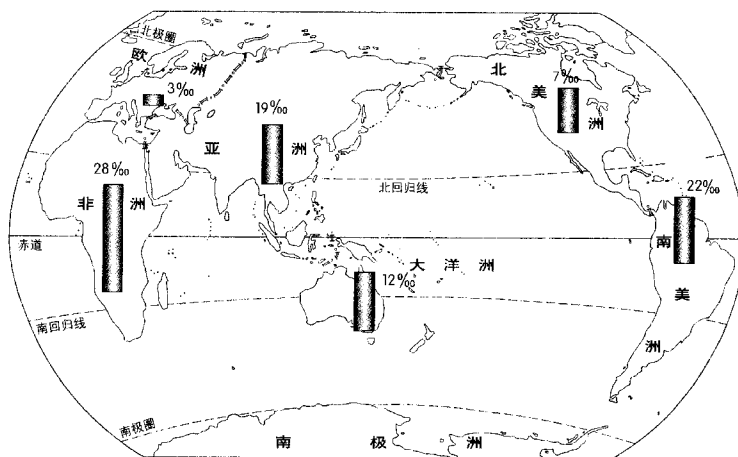 北极圈
欧洲
3‰
北美洲
7‰
19‰
亚洲
28‰
非洲
北回归线
22‰
赤道
大洋洲
12‰
南美洲
南回归线
南极圈
南极洲